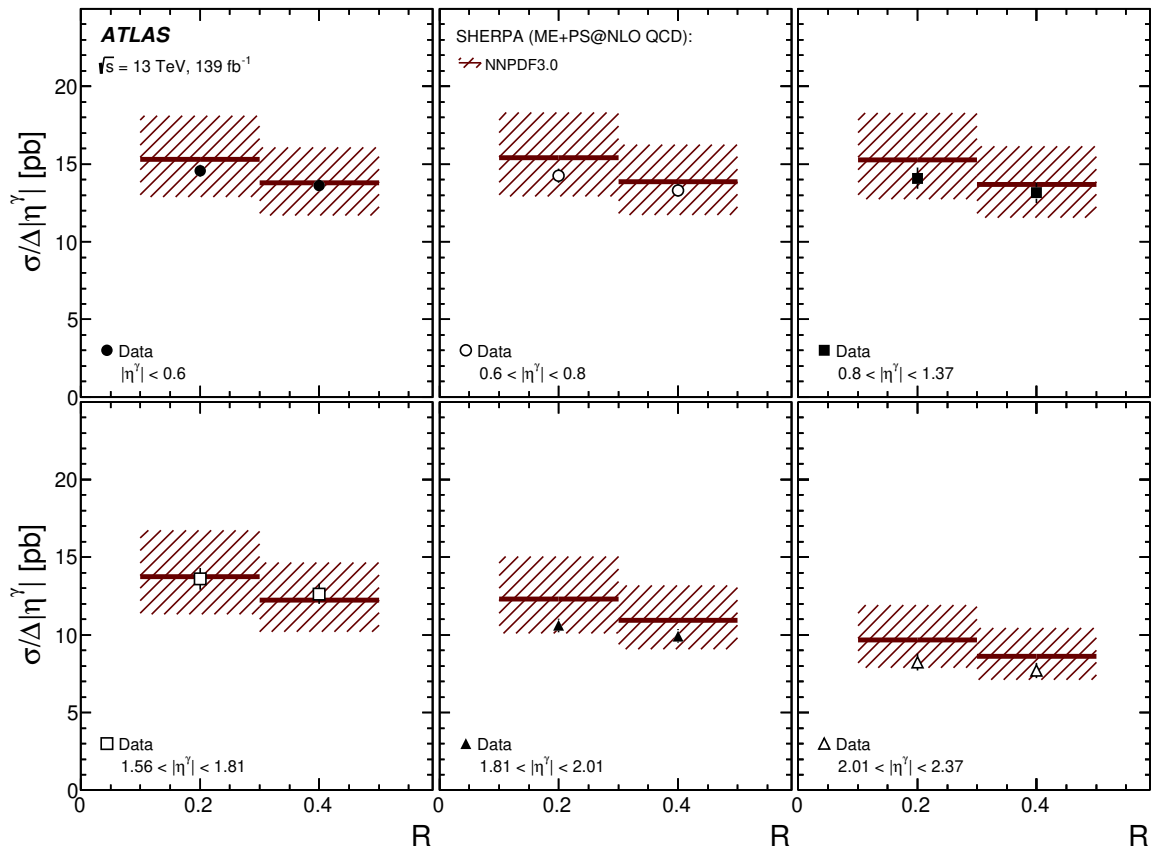 ATLAS
√s = 13 TeV, 139 fb⁻¹
SHERPA (ME+PS@NLO QCD):
NNPDF3.0
σ/Δ|η^γ| [pb]
20
15
10
5
0
Data
|η^γ| < 0.6
Data
0.6 < |η^γ| < 0.8
Data
0.8 < |η^γ| < 1.37
σ/Δ|η^γ| [pb]
20
15
10
5
0
Data
1.56 < |η^γ| < 1.81
Data
1.81 < |η^γ| < 2.01
Data
2.01 < |η^γ| < 2.37
0 0.2 0.4
0 0.2 0.4
0 0.2 0.4
R
R
R